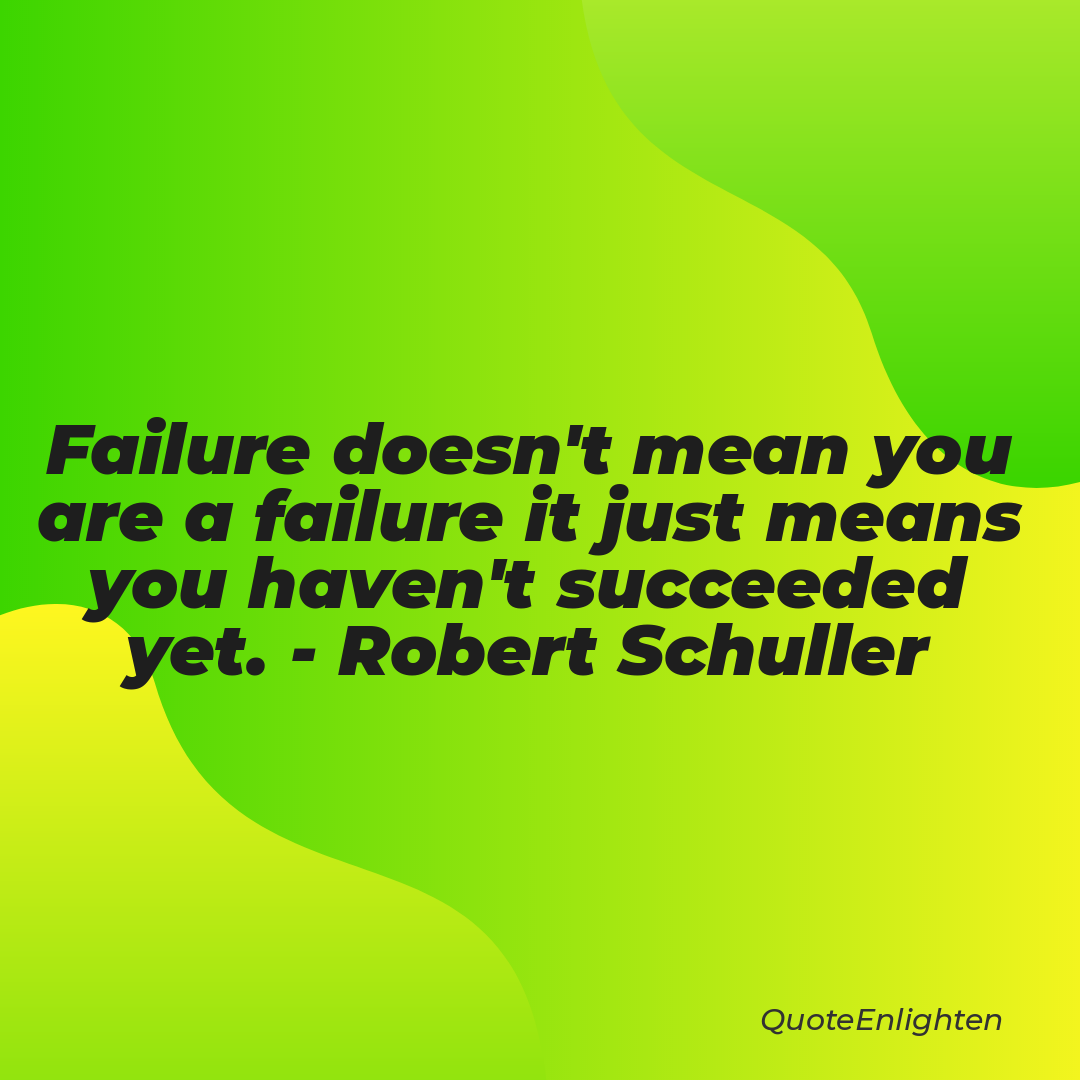 Failure doesn't mean you
are a failure it just means
you haven't succeeded
yet. - Robert Schuller
QuoteEnlighten